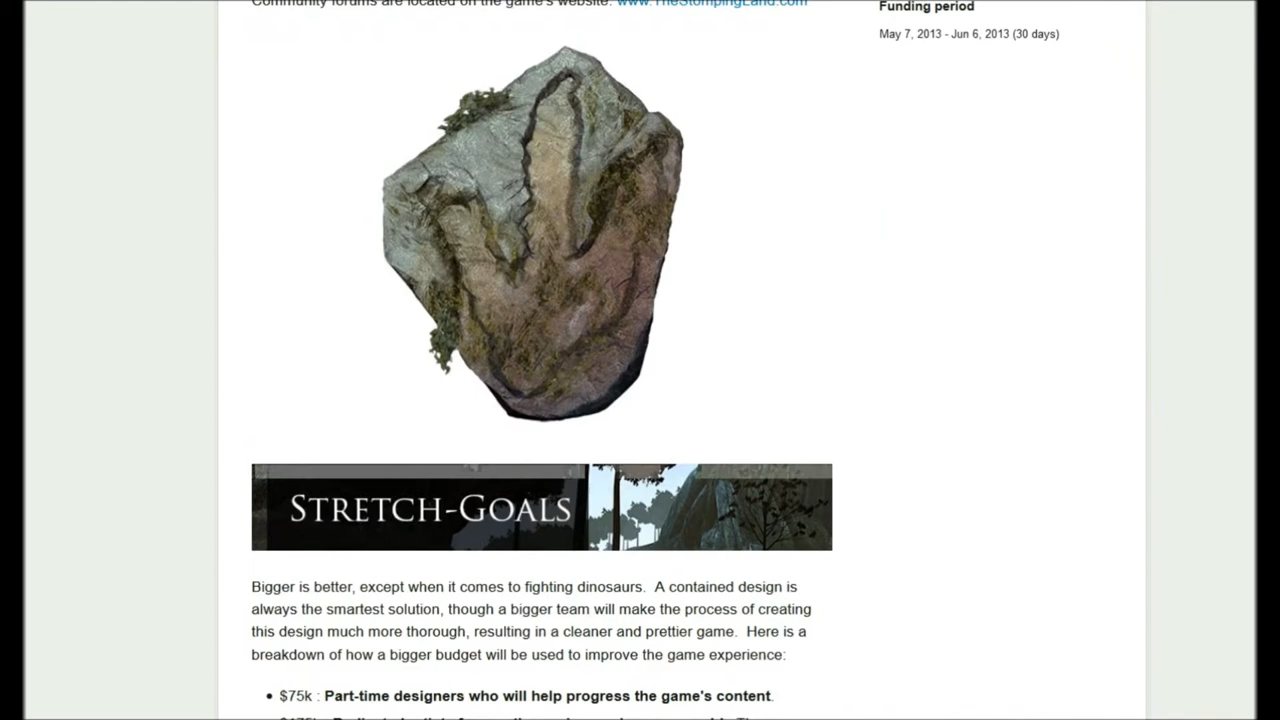 Community forums are located on the game's website: www.TheStompingLand.com
Funding period
May 7, 2013 - Jun 6, 2013 (30 days)
STRETCH-GOALS
Bigger is better, except when it comes to fighting dinosaurs. A contained design is
always the smartest solution, though a bigger team will make the process of creating
this design much more thorough, resulting in a cleaner and prettier game. Here is a
breakdown of how a bigger budget will be used to improve the game experience:
• $75k : Part-time designers who will help progress the game's content.